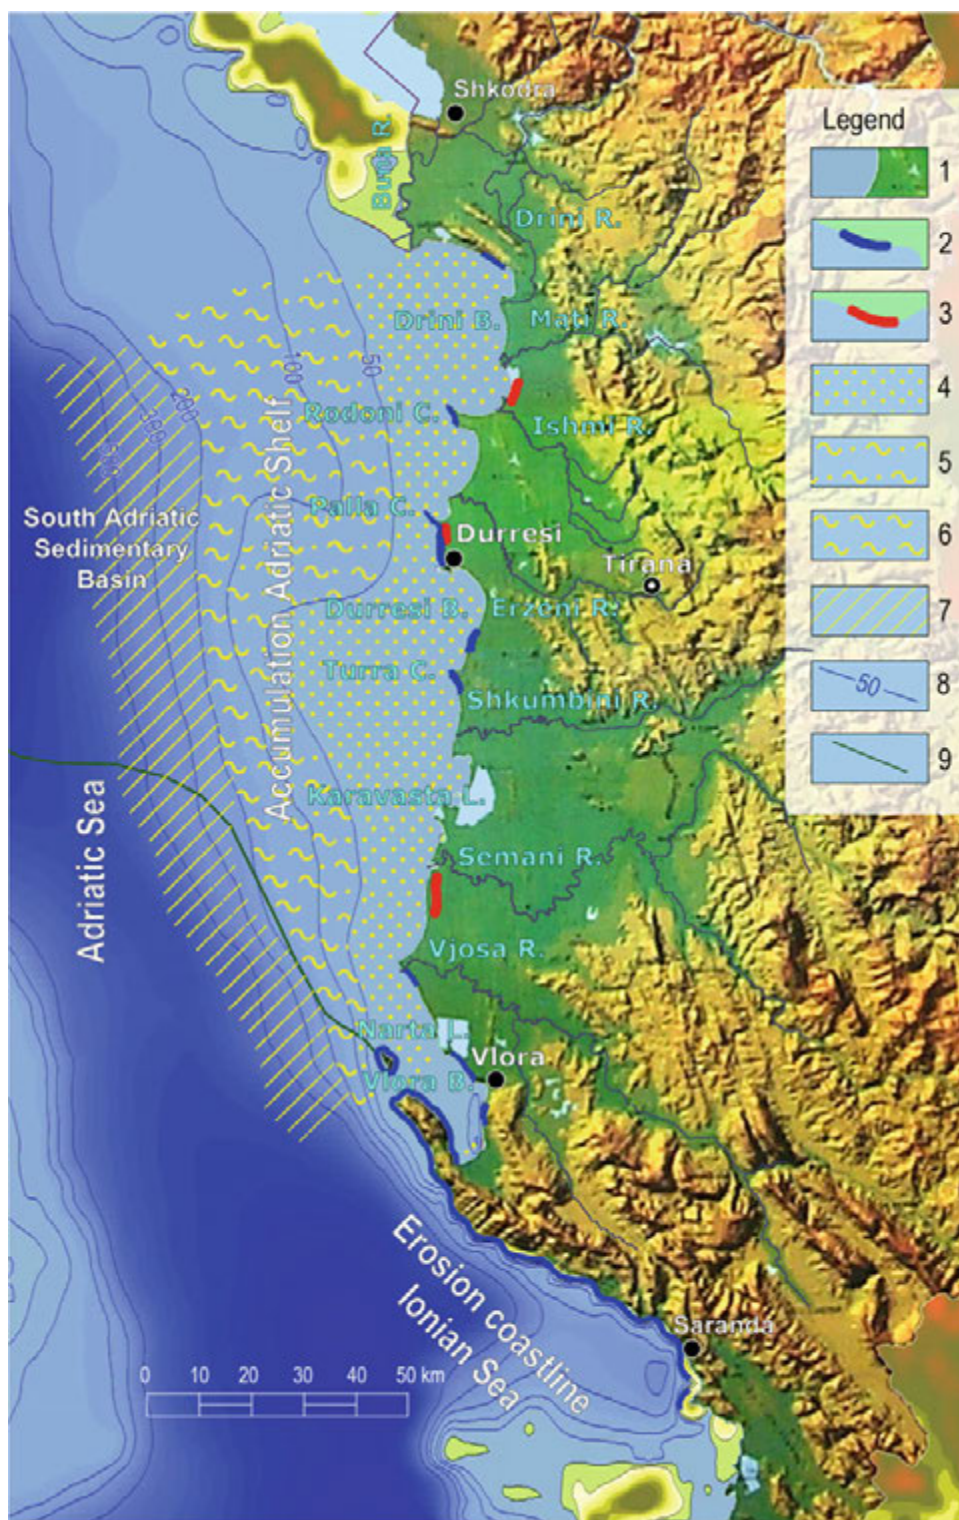 Shkodra
Legend
1
Buna R.
Drini R.
2
3
Drini B.
Mati R.
50
100
200
4
Rodoni C.
Ishmi R.
5
Palla C.
South Adriatic
Sedimentary
Basin
Accumulation Adriatic Shelf
Durresi
6
Tirana
Durresi B.
Erzeni R.
7
Turra C.
Shkumbini R.
50
8
9
Karavasta L.
Adriatic Sea
Semani R.
Vjosa R.
Narta L.
Vlora
Vlora B.
Erosion coastline
Ionian Sea
Saranda
0 10 20 30 40 50 km